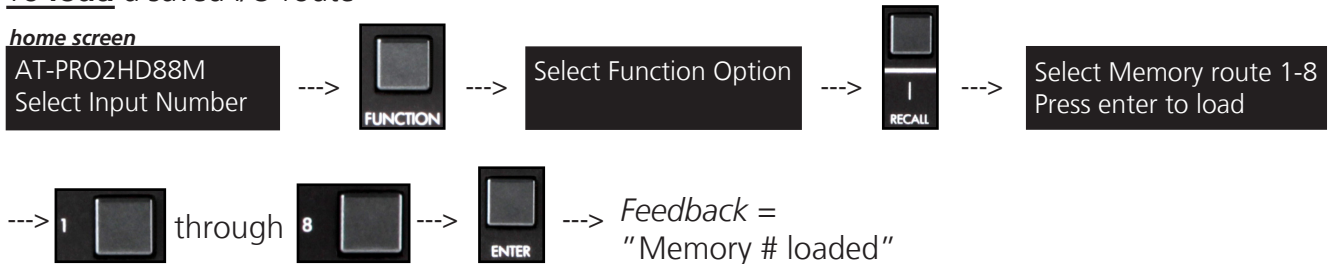 To load a saved I/O route
home screen
AT-PRO2HD88M
Select Input Number
--->
FUNCTION
--->
Select Function Option
--->
RECALL
--->
Select Memory route 1-8
Press enter to load
---> 1 through 8 --->
ENTER
---> Feedback =
"Memory # loaded"